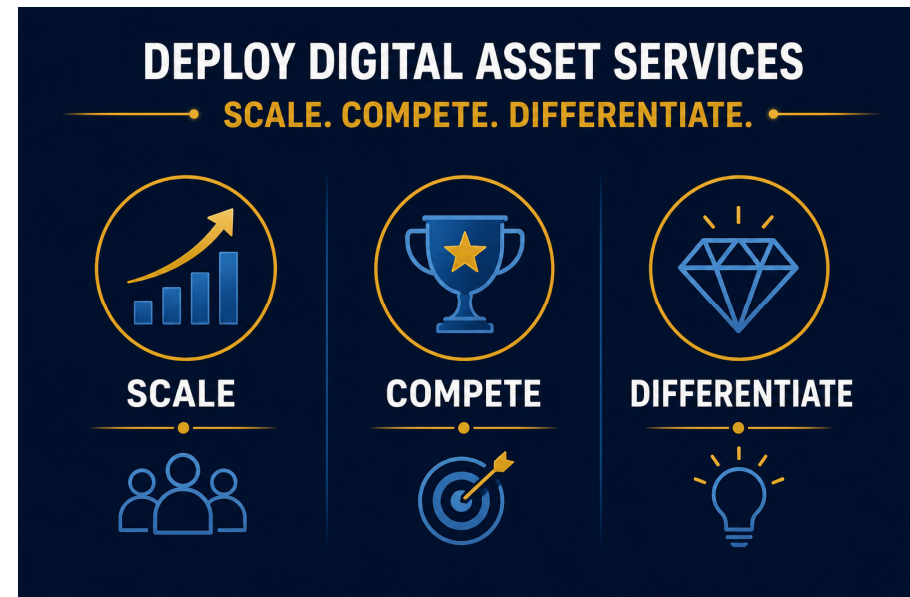 DEPLOY DIGITAL ASSET SERVICES
SCALE. COMPETE. DIFFERENTIATE.
SCALE
COMPETE
DIFFERENTIATE